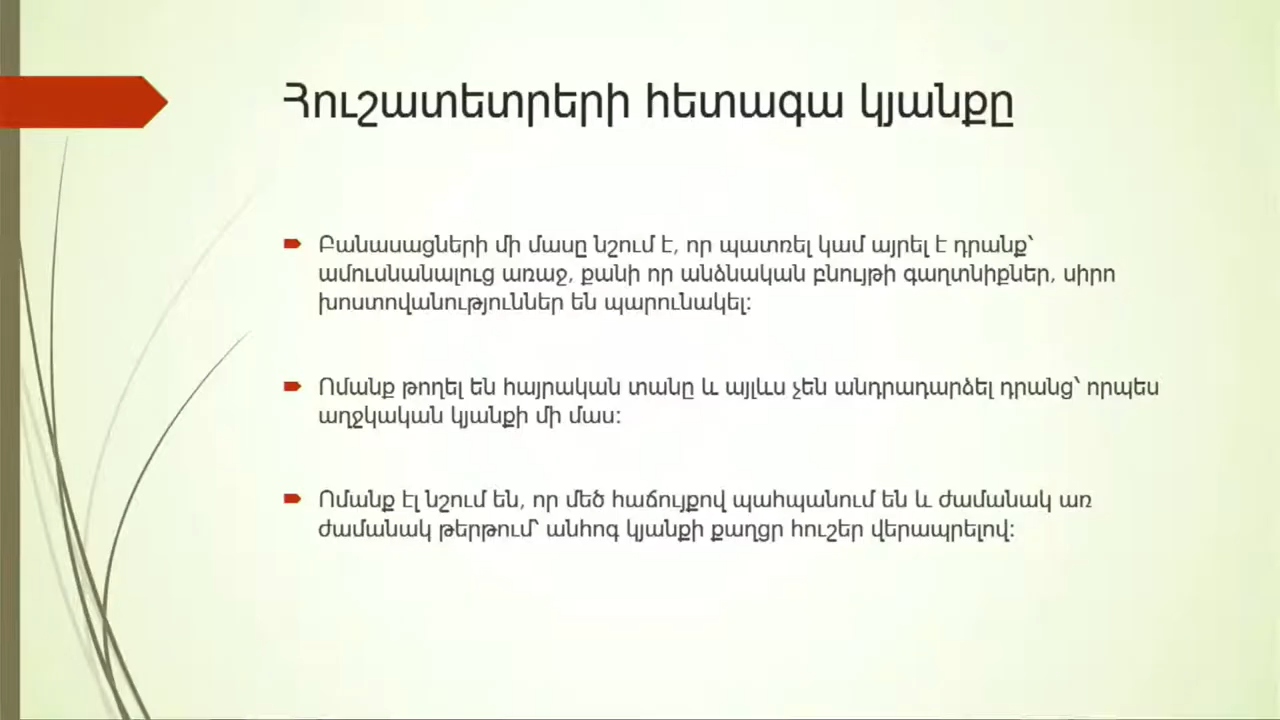 Հուշատետրերի հետագա կյանքը
Բանասացների մի մասը նշում է, որ պատռել կամ այրել է դրանք՝
ամուսնանալուց առաջ, քանի որ անձնական բնույթի գաղտնիքներ, սիրո
խոստովանություններ են պարունակել:
Ոմանք թողել են հայրական տանը և այլևս չեն անդրադարձել դրանց՝ որպես
աղջկական կյանքի մի մաս:
Ոմանք էլ նշում են, որ մեծ հաճույքով պահպանում են և ժամանակ առ
ժամանակ թերթում՝ անհոգ կյանքի քաղցր հուշեր վերապրելով: